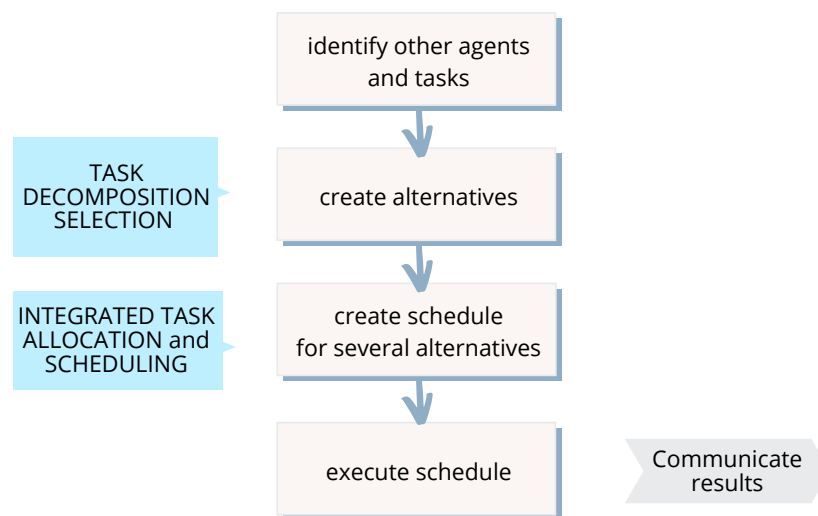 identify other agents
and tasks
TASK
DECOMPOSITION
SELECTION
create alternatives
INTEGRATED TASK
ALLOCATION and
SCHEDULING
create schedule
for several alternatives
execute schedule
Communicate
results